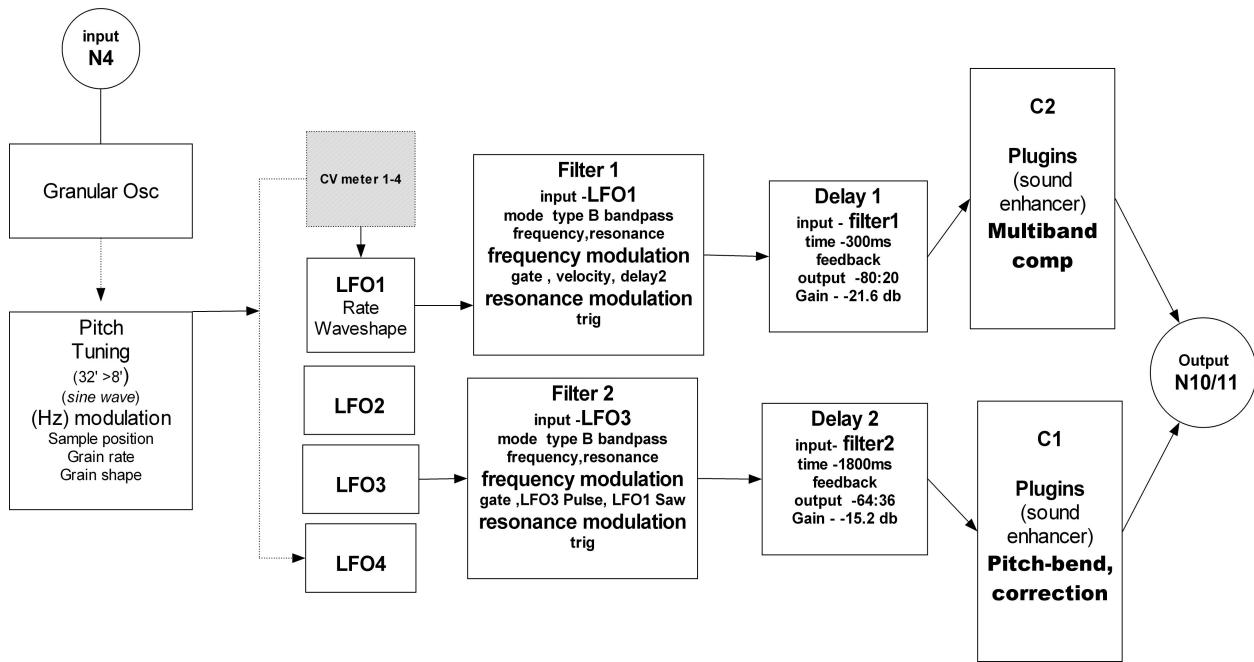 input
N4
Granular Osc
Pitch
Tuning
(32' >8')
(sine wave)
(Hz) modulation
Sample position
Grain rate
Grain shape
CV meter 1-4
LFO1
Rate
Waveshape
LFO2
LFO3
LFO4
Filter 1
input -LFO1
mode type B bandpass
frequency,resonance
frequency modulation
gate , velocity, delay2
resonance modulation
trig
Filter 2
input -LFO3
mode type B bandpass
frequency,resonance
frequency modulation
gate ,LFO3 Pulse, LFO1 Saw
resonance modulation
trig
Delay 1
input - filter1
time -300ms
feedback
output -80:20
Gain - -21.6 db
Delay 2
input- filter2
time -1800ms
feedback
output -64:36
Gain - -15.2 db
C2
Plugins
(sound
enhancer)
Multiband
comp
C1
Plugins
(sound
enhancer)
Pitch-bend,
correction
Output
N10/11